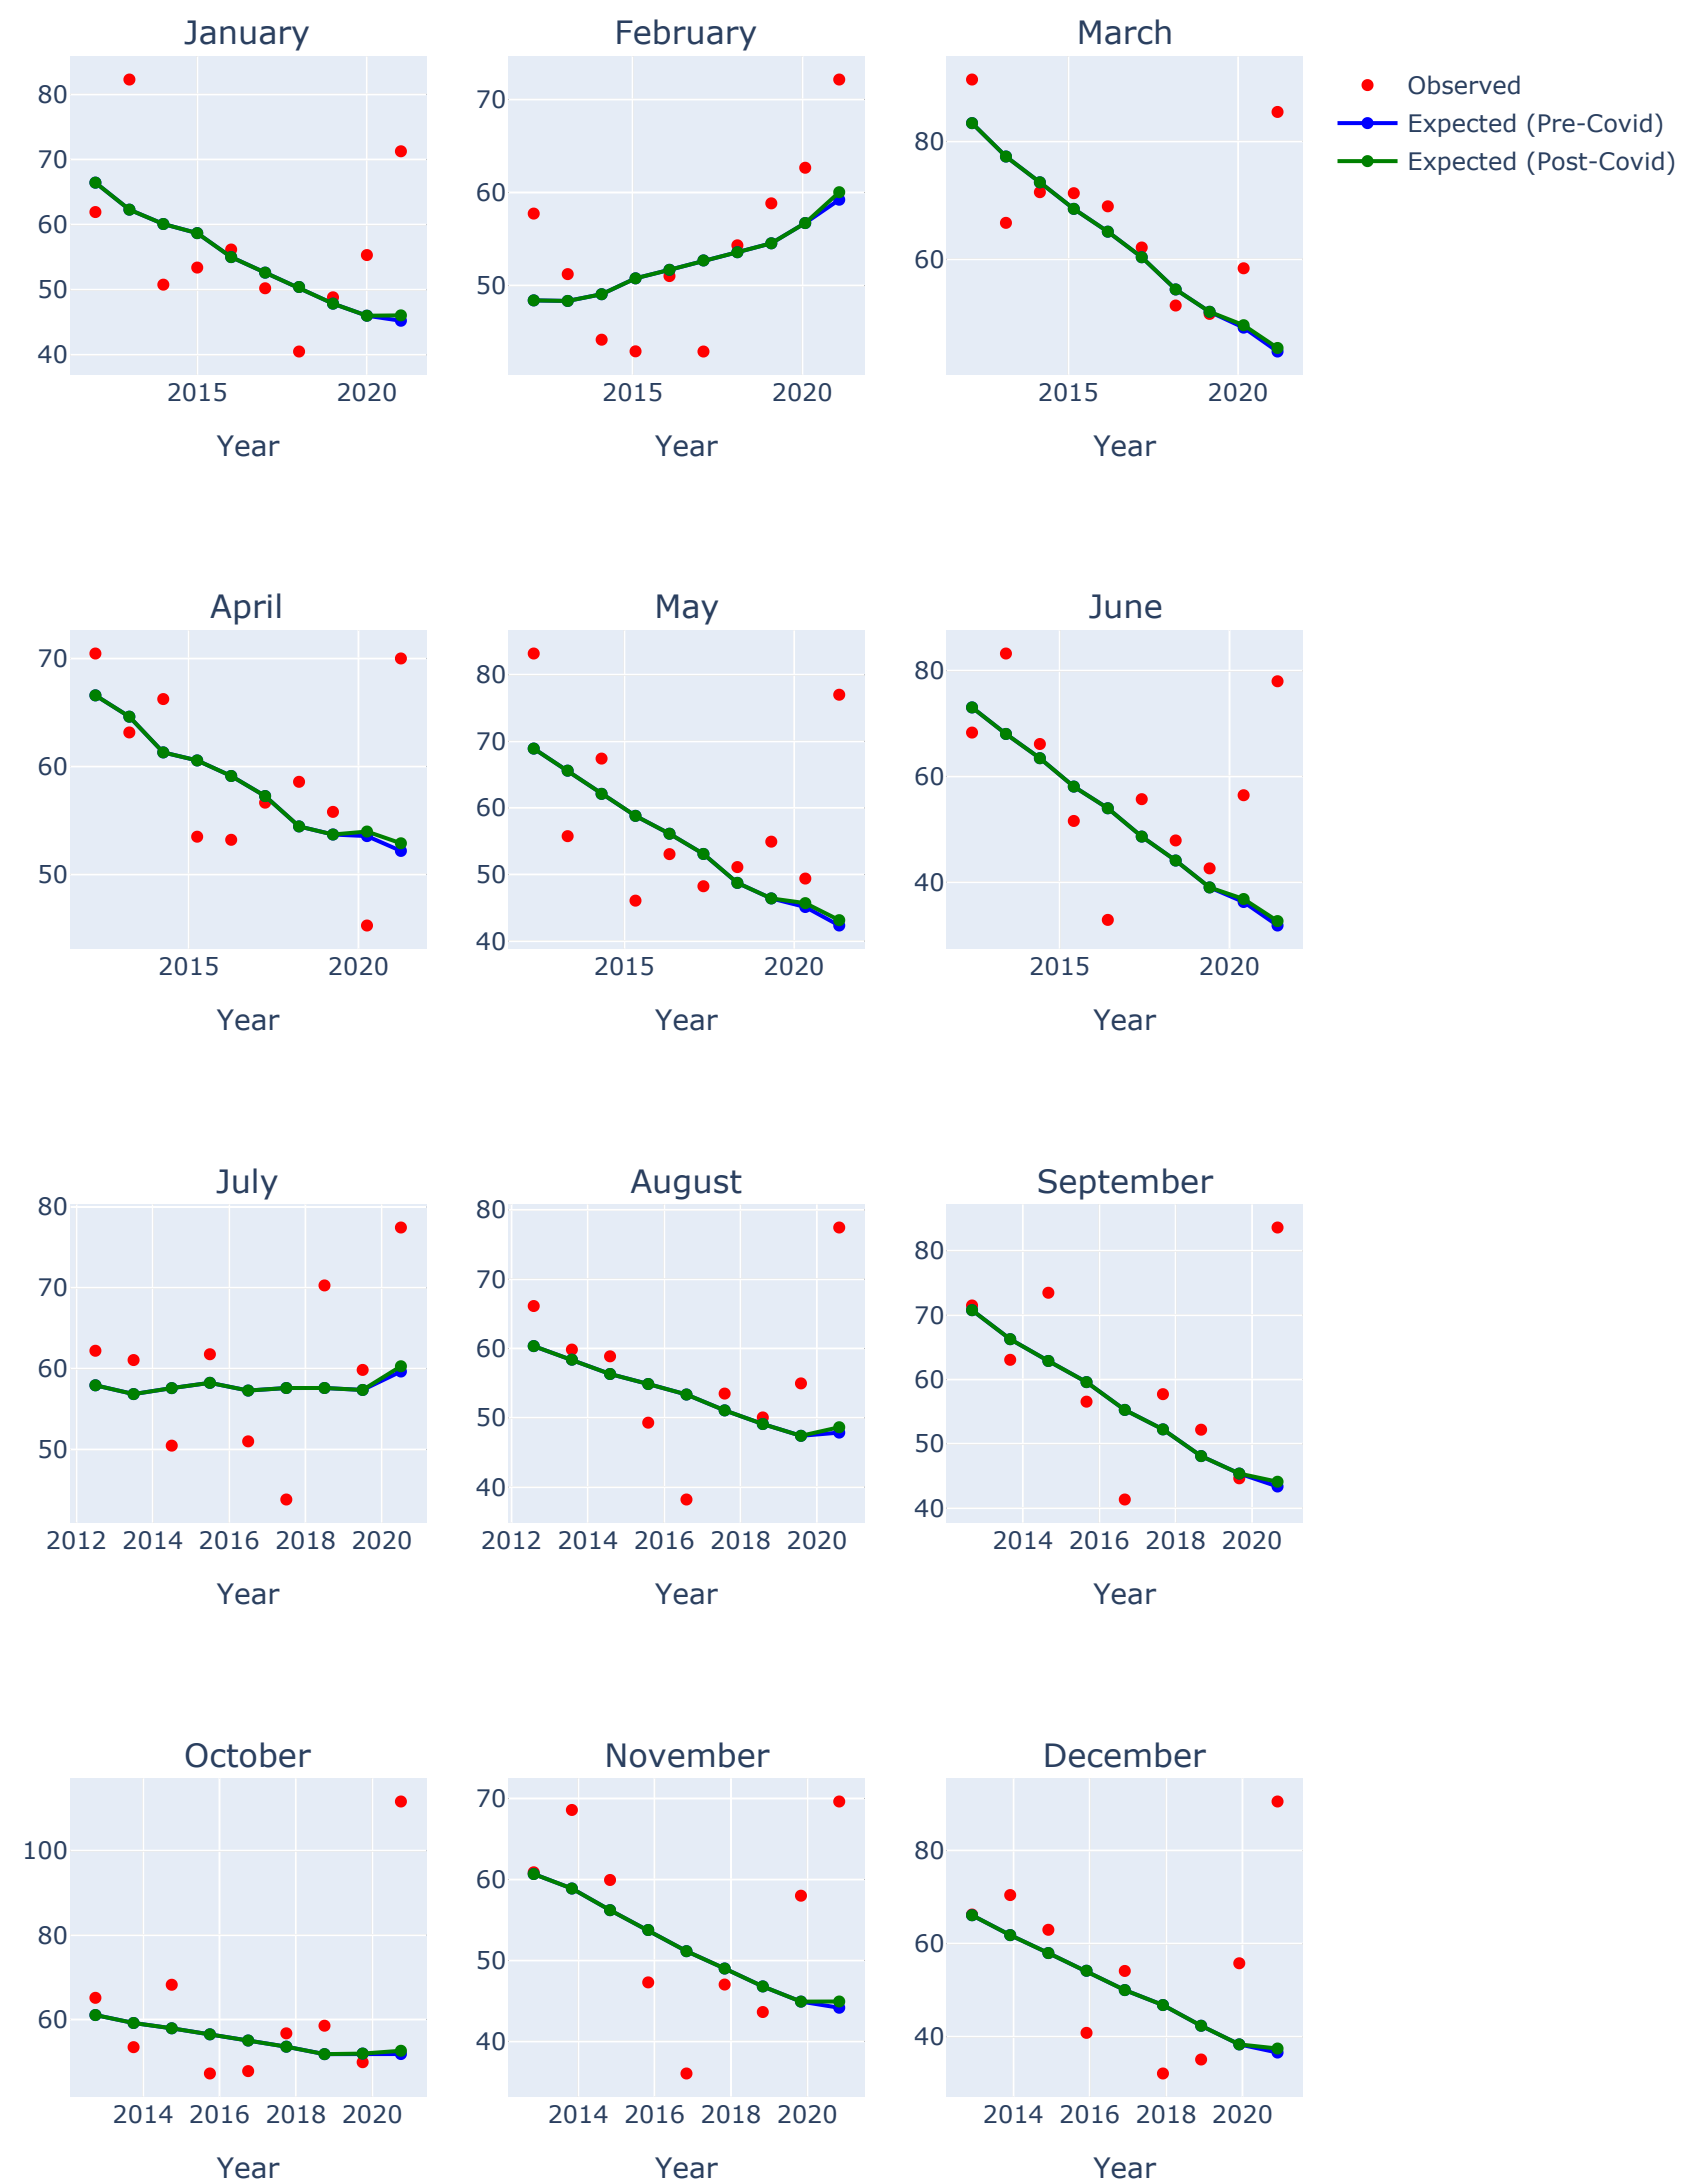 January
February
March
80
70
60
50
40
2015
2020
Year
70
60
50
2015
2020
Year
80
60
2015
2020
Year
Observed
Expected (Pre-Covid)
Expected (Post-Covid)
April
May
June
70
60
50
2015
2020
Year
80
70
60
50
40
2015
2020
Year
80
60
40
2015
2020
Year
July
August
September
80
70
60
50
2012 2014 2016 2018 2020
Year
80
70
60
50
40
2012 2014 2016 2018 2020
Year
80
70
60
50
40
2014 2016 2018 2020
Year
October
November
December
100
80
60
2014 2016 2018 2020
Year
70
60
50
40
2014 2016 2018 2020
Year
80
60
40
2014 2016 2018 2020
Year